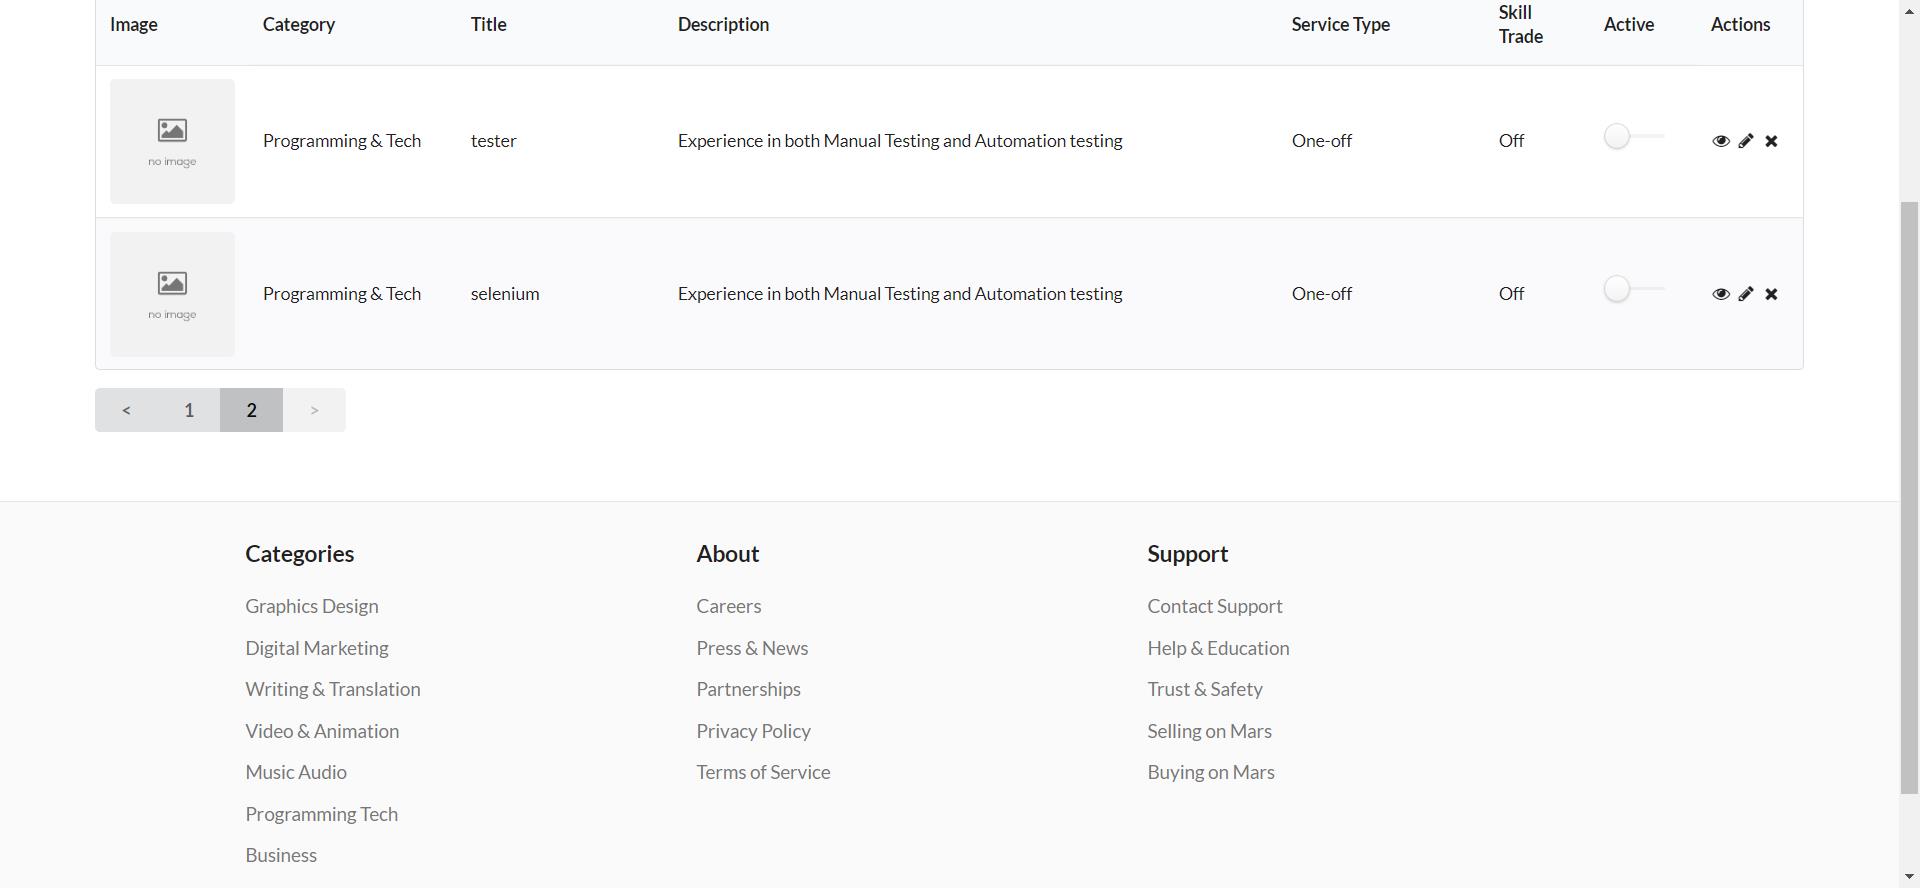 Image Category Title Description Service Type Skill Trade Active Actions
no image Programming & Tech tester Experience in both Manual Testing and Automation testing One-off Off
no image Programming & Tech selenium Experience in both Manual Testing and Automation testing One-off Off
< 1 2 >
Categories
Graphics Design
Digital Marketing
Writing & Translation
Video & Animation
Music Audio
Programming Tech
Business
About
Careers
Press & News
Partnerships
Privacy Policy
Terms of Service
Support
Contact Support
Help & Education
Trust & Safety
Selling on Mars
Buying on Mars